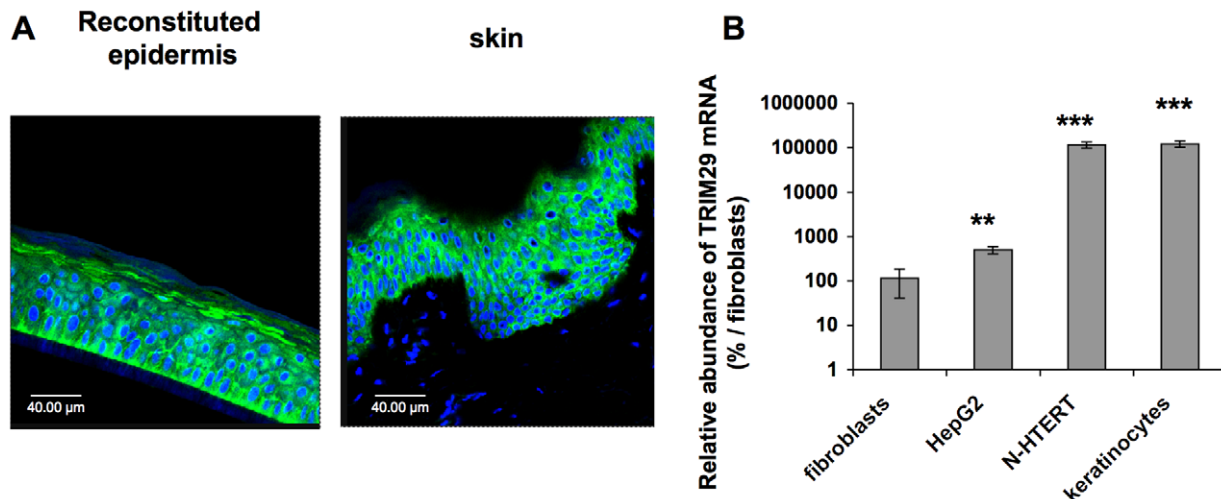 A
Reconstituted
epidermis
skin
40.00 µm
40.00 µm
B
Relative abundance of TRIM29 mRNA
(% / fibroblasts)
1000000
100000
10000
1000
100
10
1
**
***
***
fibroblasts
HepG2
N-HTERT
keratinocytes